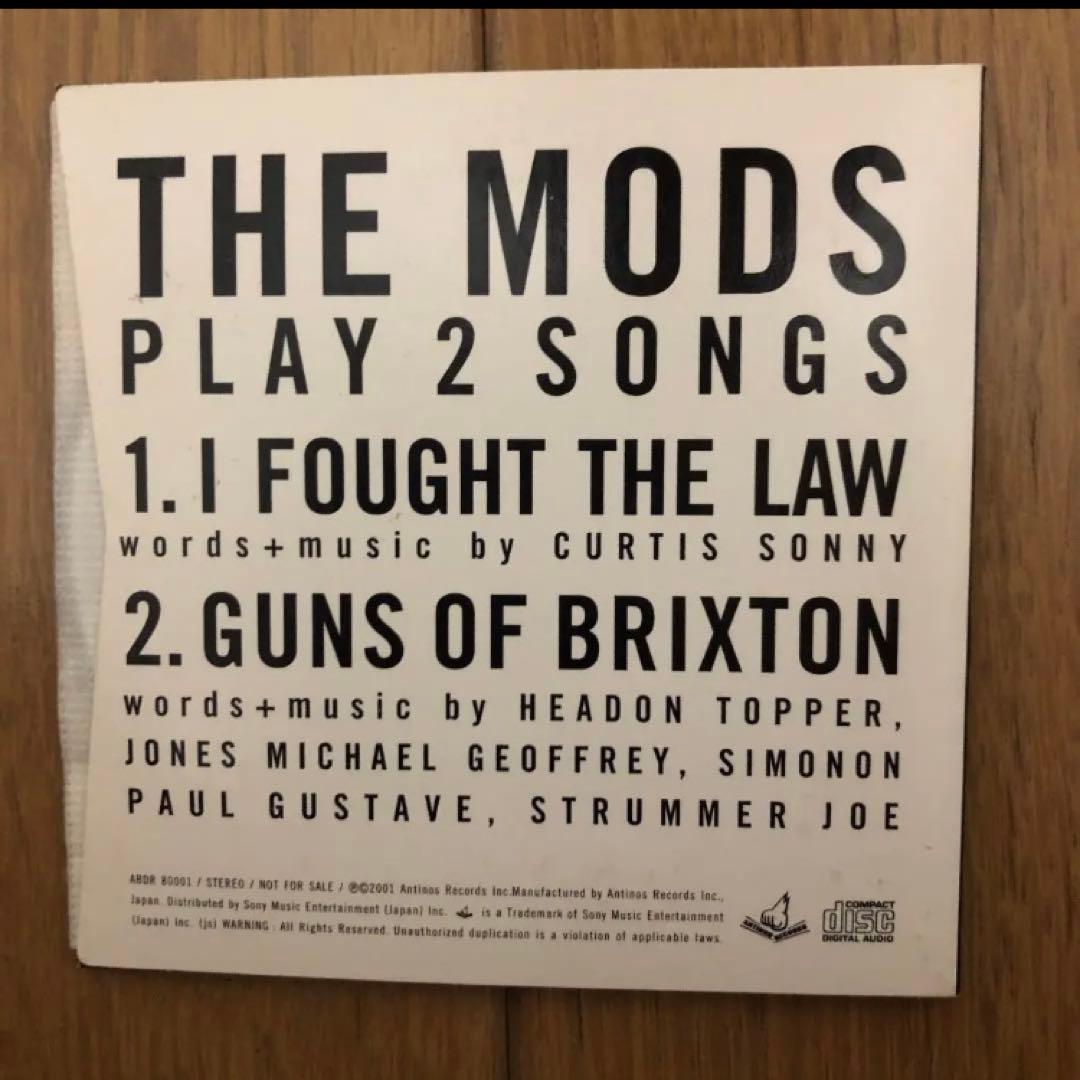 THE MODS
PLAY 2 SONGS
1. I FOUGHT THE LAW
words+music by CURTIS SONNY
2. GUNS OF BRIXTON
words+music by HEADON TOPPER,
JONES MICHAEL GEOFFREY, SIMONON
PAUL GUSTAVE, STRUMMER JOE
ABDR 80001 / STEREO / NOT FOR SALE / ℗©2001 Antinos Records Inc.Manufactured by Antinos Records Inc.,
Japan. Distributed by Sony Music Entertainment (Japan) Inc. is a Trademark of Sony Music Entertainment
(Japan) Inc. (js) WARNING : All Rights Reserved. Unauthorized duplication is a violation of applicable laws.
ANTINOS RECORDS
COMPACT
disc
DIGITAL AUDIO